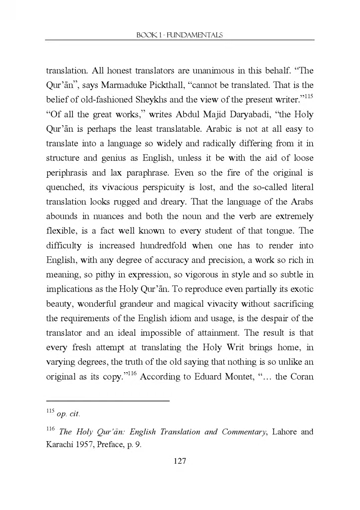 BOOK I · FUNDAMENTALS
translation. All honest translators are unanimous in this behalf. “The
Qur’ān”, says Marmaduke Pickthall, “cannot be translated. That is the
belief of old-fashioned Sheykhs and the view of the present writer.”115
“Of all the great works,” writes Abdul Majid Daryabadi, “the Holy
Qur’ān is perhaps the least translatable. Arabic is not at all easy to
translate into a language so widely and radically differing from it in
structure and genius as English, unless it be with the aid of loose
periphrasis and lax paraphrase. Even so the fire of the original is
quenched, its vivacious perspicuity is lost, and the so-called literal
translation looks rugged and dreary. That the language of the Arabs
abounds in nuances and both the noun and the verb are extremely
flexible, is a fact well known to every student of that tongue. The
difficulty is increased hundredfold when one has to render into
English, with any degree of accuracy and precision, a work so rich in
meaning, so pithy in expression, so vigorous in style and so subtle in
implications as the Holy Qur’ān. To reproduce even partially its exotic
beauty, wonderful grandeur and magical vivacity without sacrificing
the requirements of the English idiom and usage, is the despair of the
translator and an ideal impossible of attainment. The result is that
every fresh attempt at translating the Holy Writ brings home, in
varying degrees, the truth of the old saying that nothing is so unlike an
original as its copy.”116 According to Eduard Montet, “… the Coran
115 op. cit.
116 The Holy Qur’án: English Translation and Commentary, Lahore and
Karachi 1957, Preface, p. 9.
127